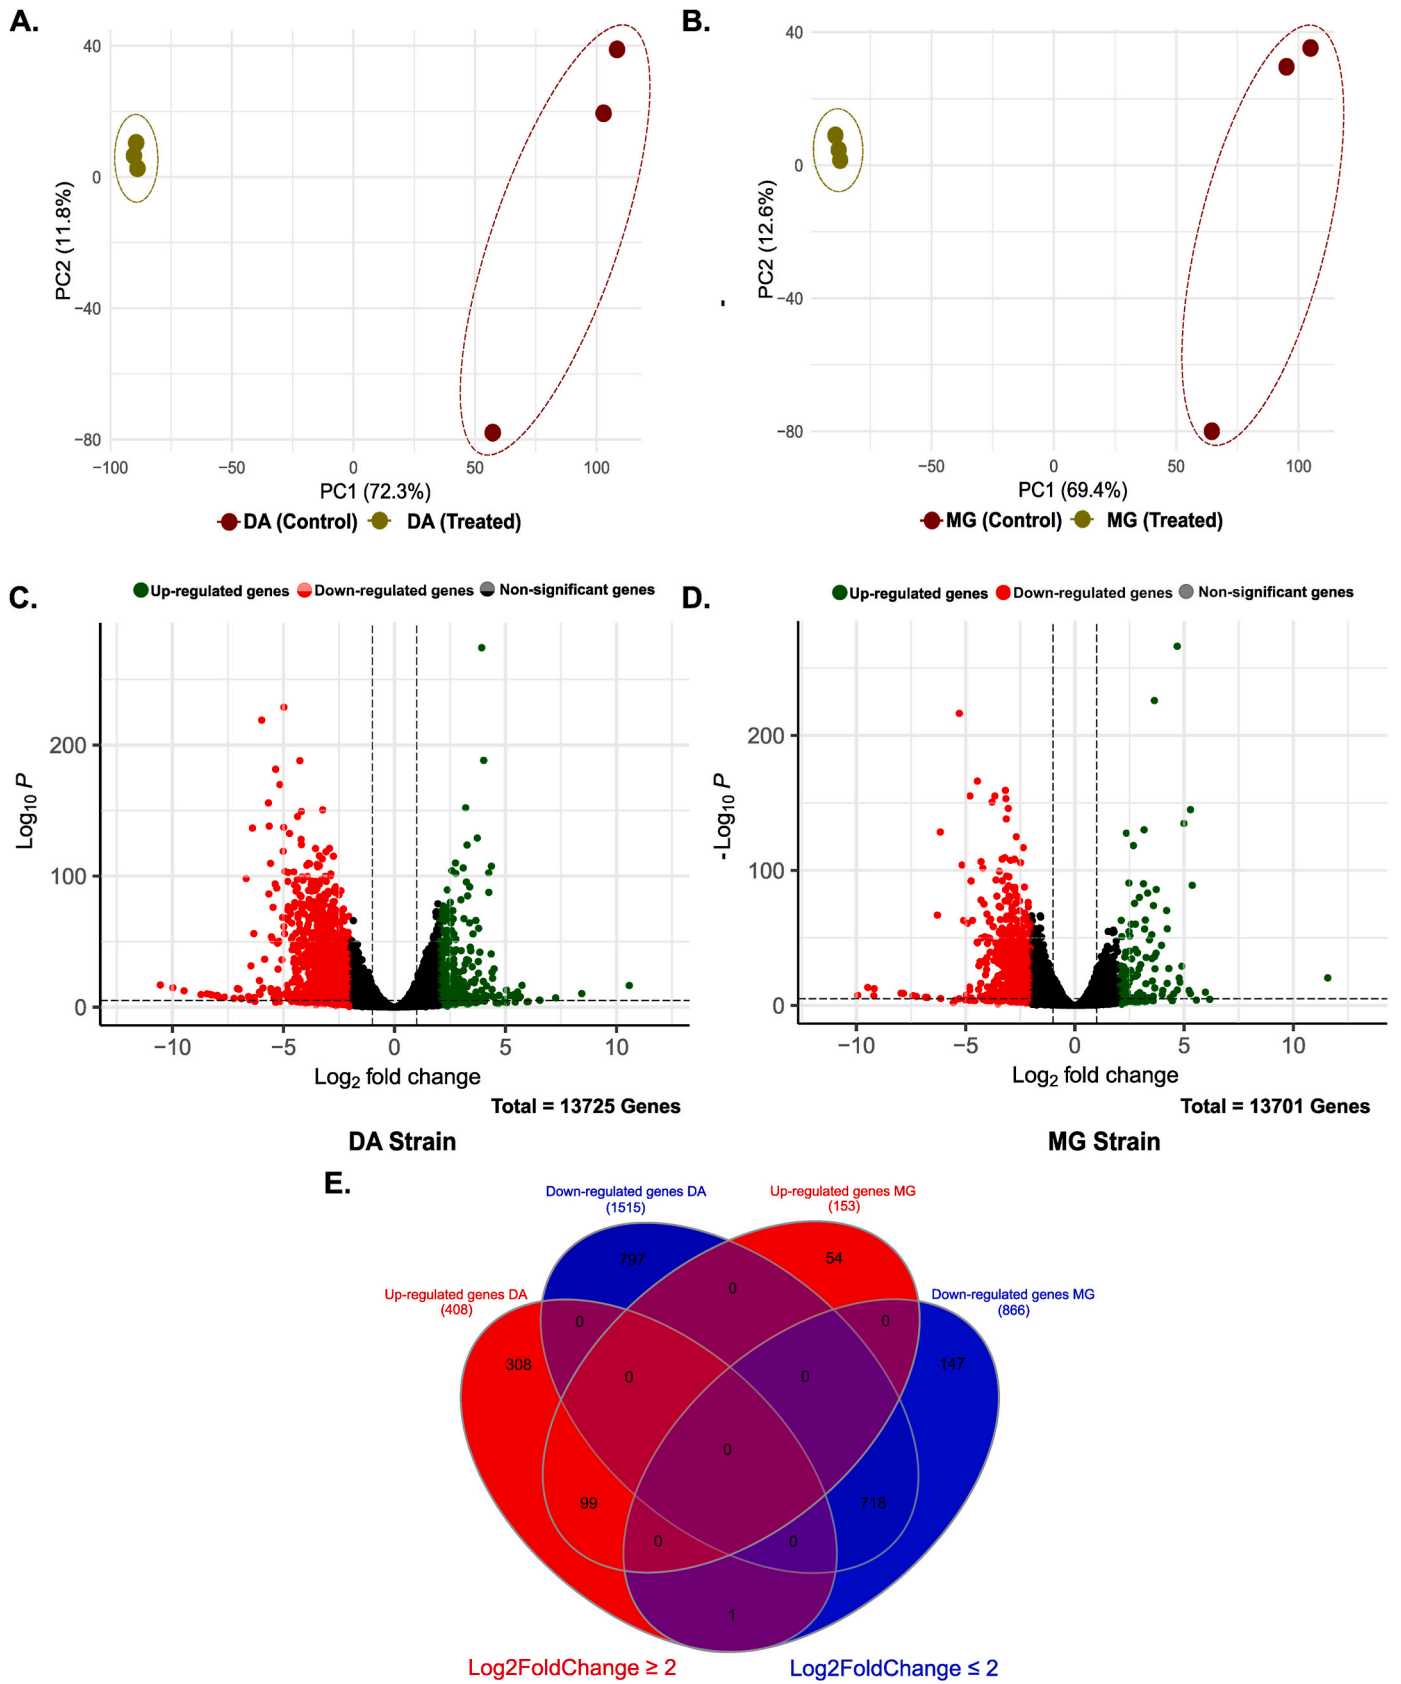 A.
40
0
−40
−80
PC2 (11.8%)
−100 −50 0 50 100
PC1 (72.3%)
DA (Control) DA (Treated)
B.
40
0
−40
−80
PC2 (12.6%)
-
−50 0 50 100
PC1 (69.4%)
MG (Control) MG (Treated)
C.
Up-regulated genes Down-regulated genes Non-significant genes
200
100
0
Log10 P
−10 −5 0 5 10
Log2 fold change
Total = 13725 Genes
DA Strain
D.
Up-regulated genes Down-regulated genes Non-significant genes
200
100
0
-Log10 P
−10 −5 0 5 10
Log2 fold change
Total = 13701 Genes
MG Strain
E.
Down-regulated genes DA
(1515)
Up-regulated genes MG
(153)
Up-regulated genes DA
(408)
Down-regulated genes MG
(866)
797
54
0
0
0
308
147
0
0
0
99
718
0
0
1
Log2FoldChange ≥ 2
Log2FoldChange ≤ 2